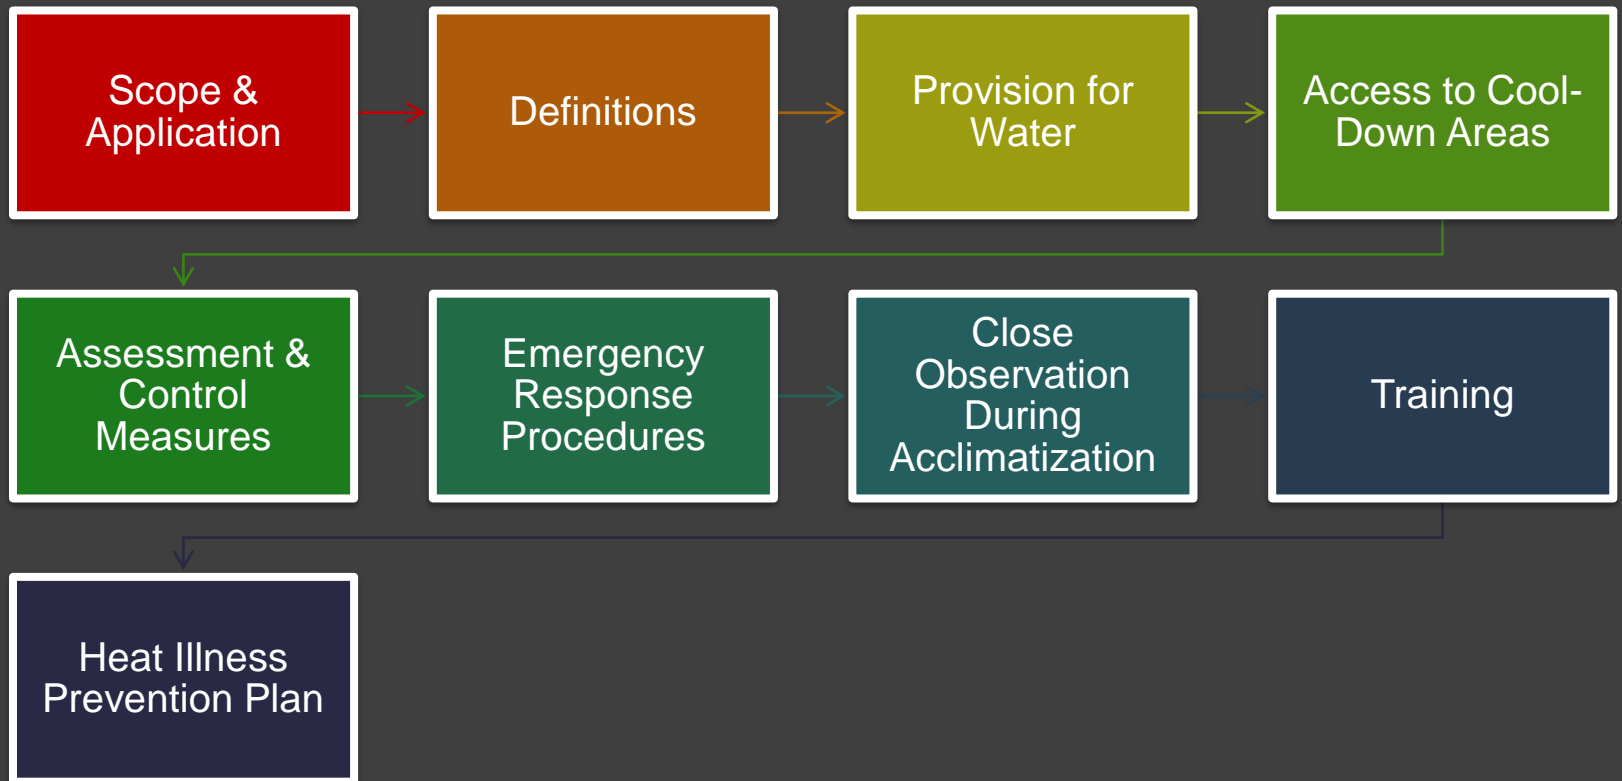 Scope &
Application
Definitions
Provision for
Water
Access to Cool-
Down Areas
Assessment &
Control
Measures
Emergency
Response
Procedures
Close
Observation
During
Acclimatization
Training
Heat Illness
Prevention Plan